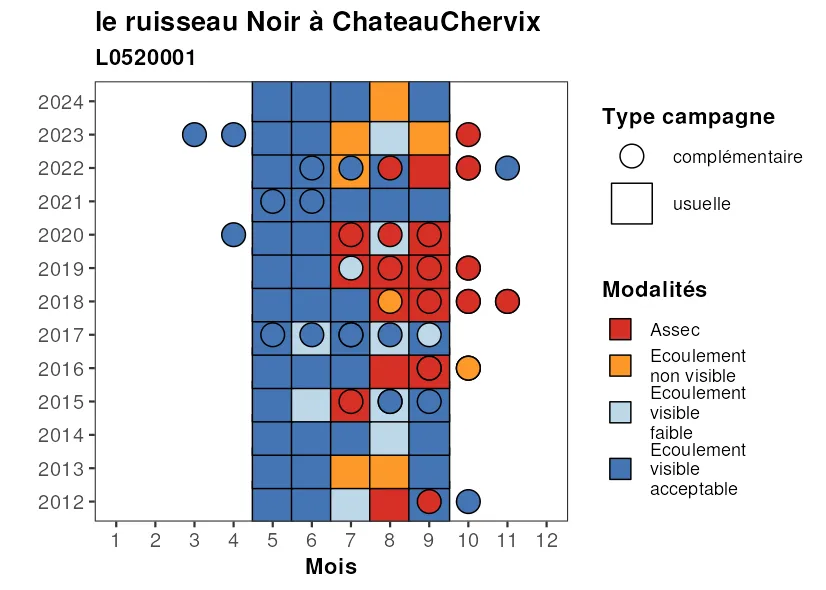 le ruisseau Noir à ChateauChervix
L0520001
2024
2023
2022
2021
2020
2019
2018
2017
2016
2015
2014
2013
2012
1 2 3 4 5 6 7 8 9 10 11 12
Mois
Type campagne
complémentaire
usuelle
Modalités
Assec
Ecoulement
non visible
Ecoulement
visible
faible
Ecoulement
visible
acceptable